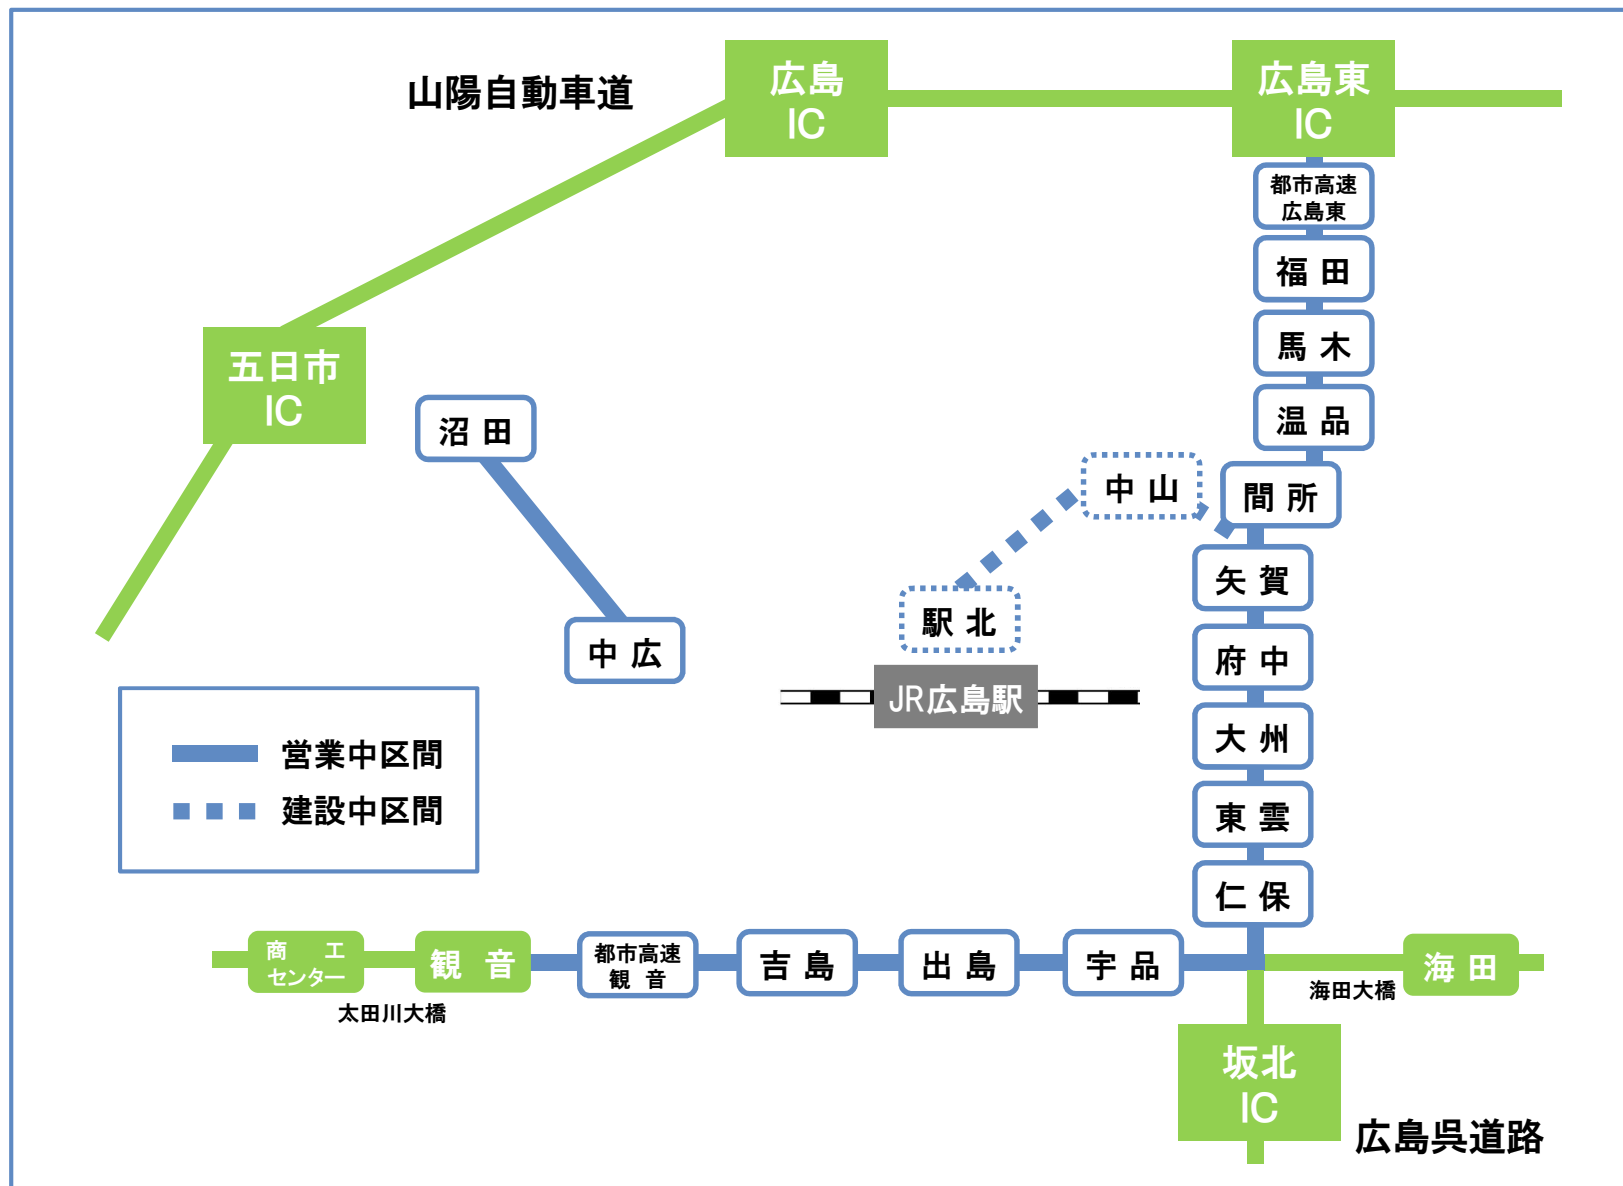 山陽自動車道
広島
IC
広島東
IC
都市高速
広島東
福田
馬木
温品
五日市
IC
沼田
中山
間所
矢賀
駅北
中広
府中
JR広島駅
大州
営業中区間
建設中区間
東雲
仁保
商 工
センター
観 音
都市高速
観 音
吉島
出島
宇品
海田
太田川大橋
海田大橋
坂北
IC
広島呉道路